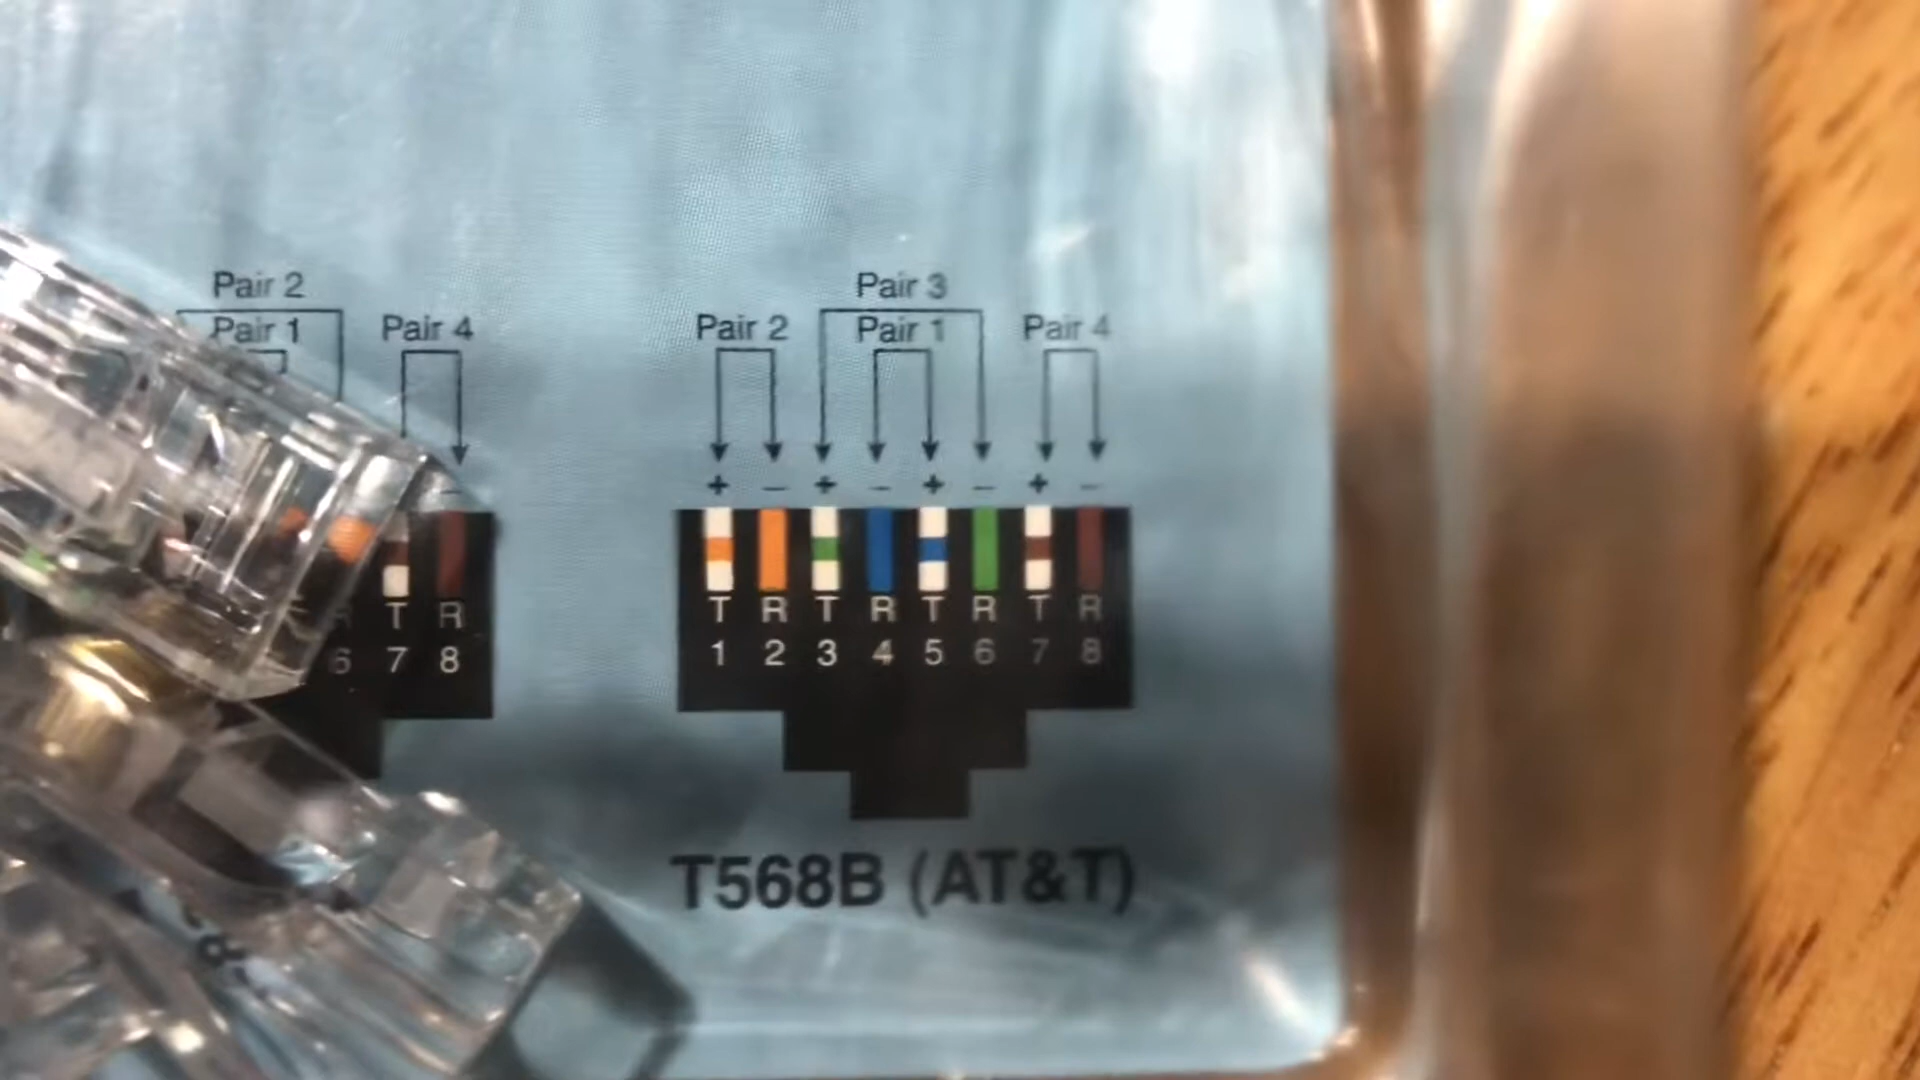 Pair 2
Pair 1 Pair 4
–
R T R
6 7 8
Pair 3
Pair 2 Pair 1 Pair 4
+ – + – + – + –
T R T R T R T R
1 2 3 4 5 6 7 8
T568B (AT&T)